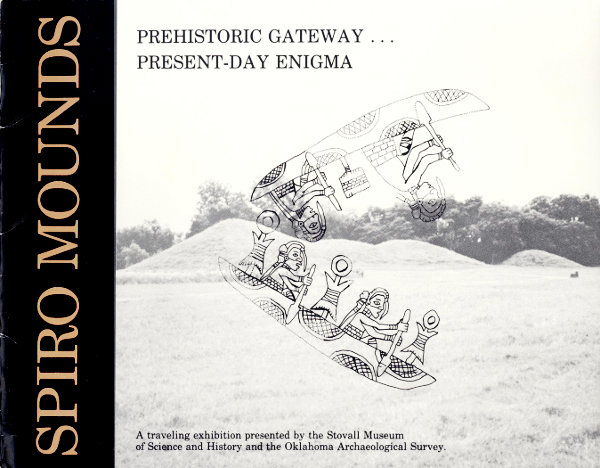 SPIRO MOUNDS
PREHISTORIC GATEWAY . . .
PRESENT-DAY ENIGMA
A traveling exhibition presented by the Stovall Museum
of Science and History and the Oklahoma Archaeological Survey.